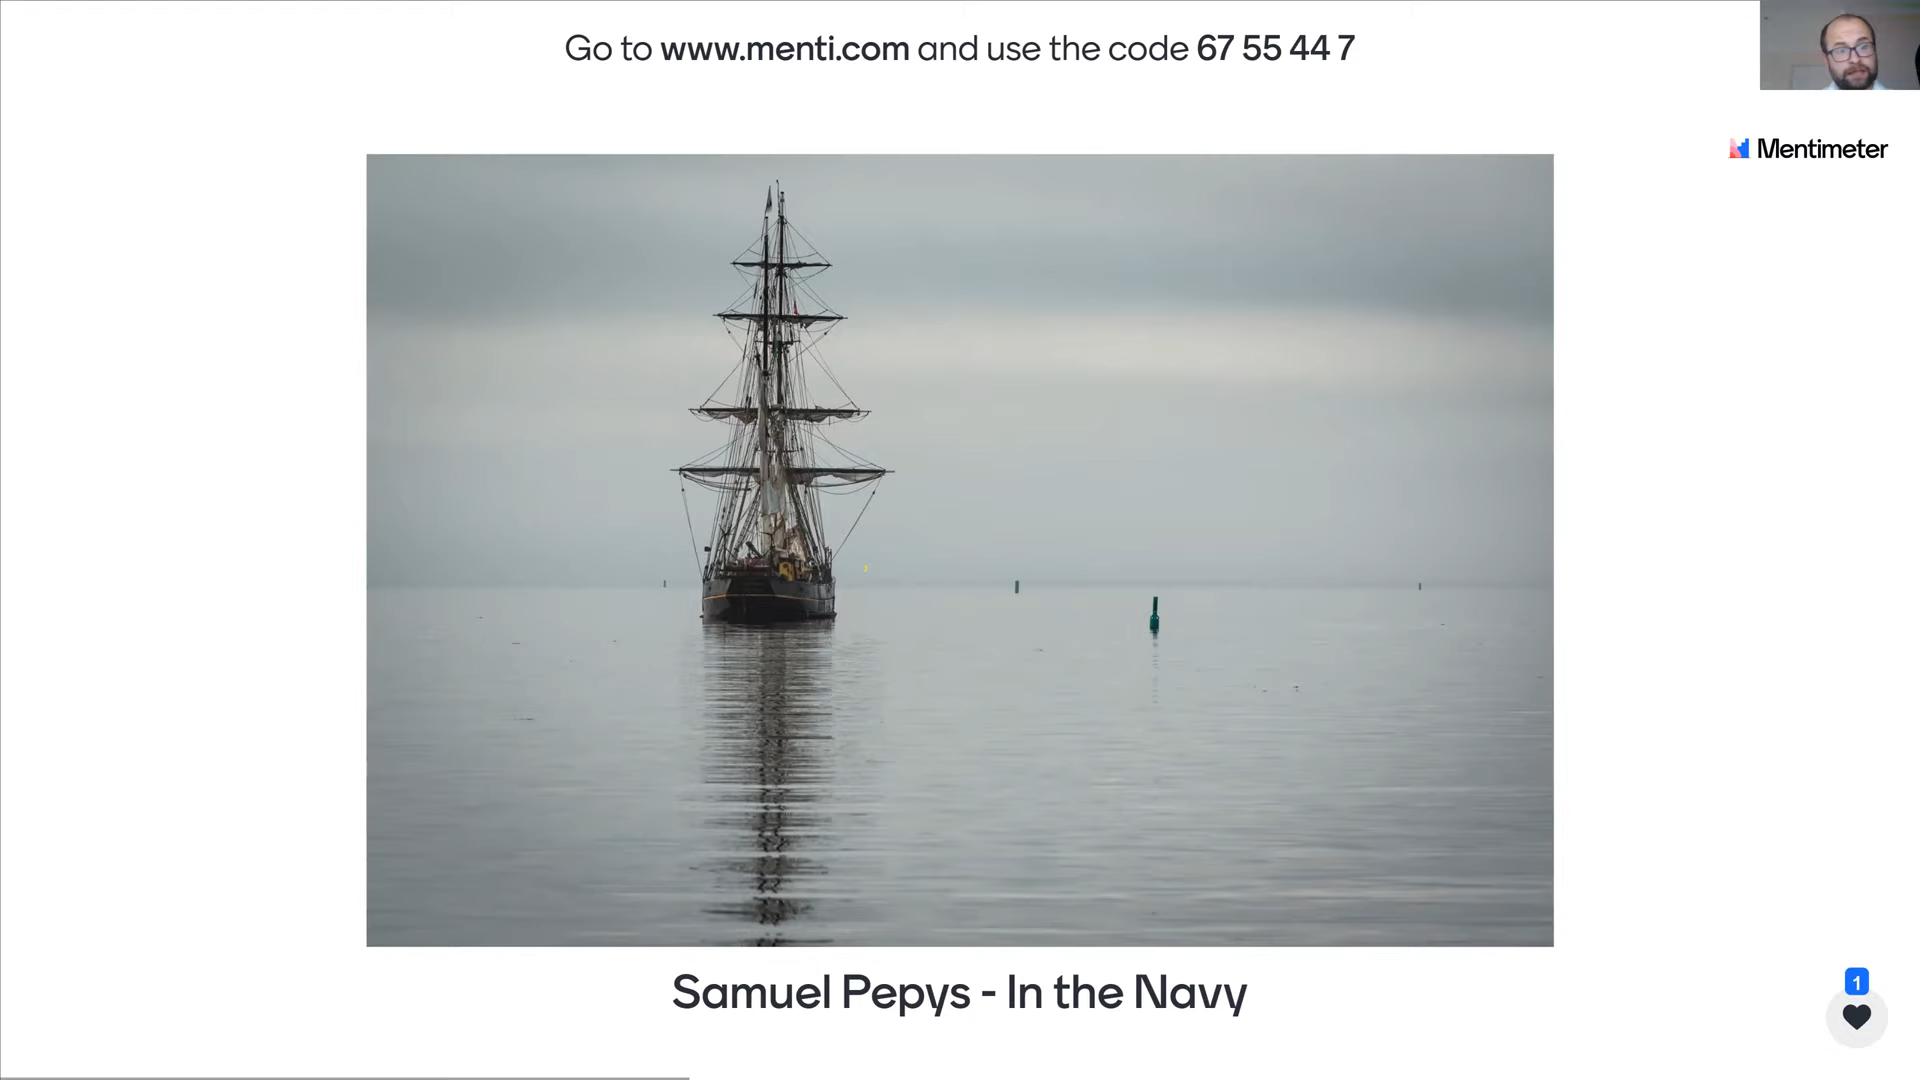 Go to www.menti.com and use the code 67 55 44 7
Mentimeter
Samuel Pepys - In the Navy
1